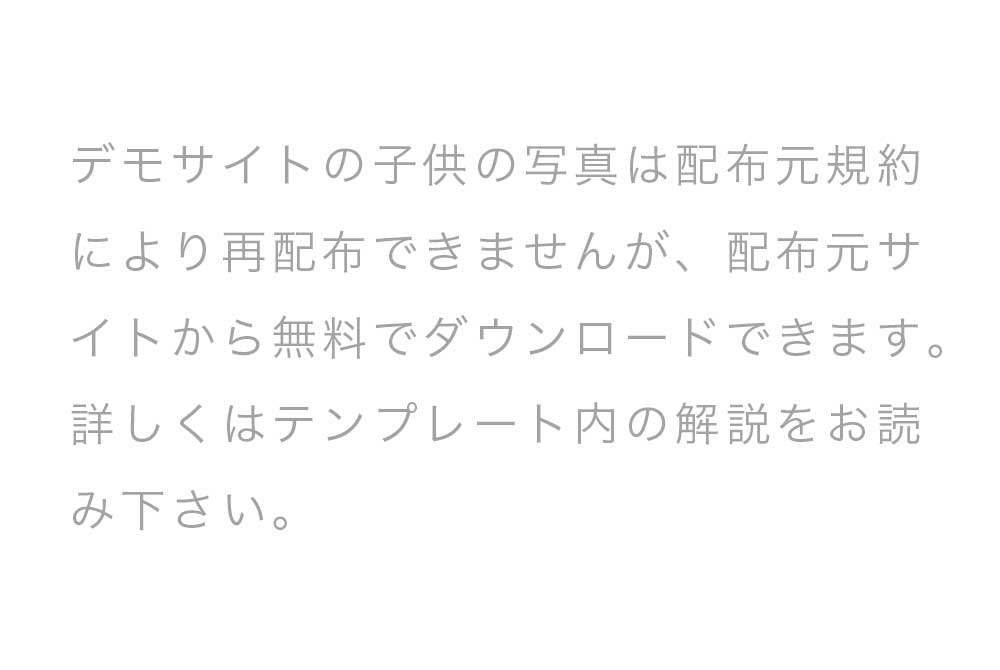 デモサイトの子供の写真は配布元規約
により再配布できませんが、配布元サ
イトから無料でダウンロードできます。
詳しくはテンプレート内の解説をお読
み下さい。